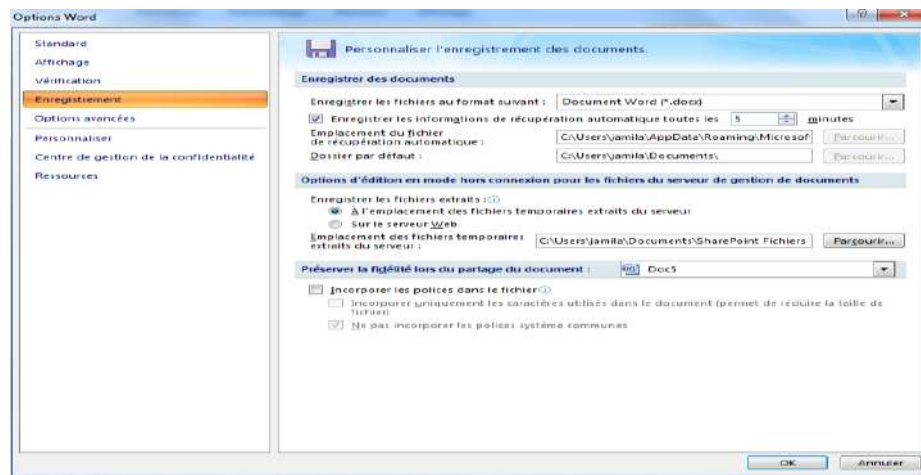 Options Word
Standard
Affichage
Vérification
Enregistrement
Options avancées
Personnaliser
Centre de gestion de la confidentialité
Ressources
Personnaliser l'enregistrement des documents.
Enregistrer des documents
Enregistrer les fichiers au format suivant : Document Word (*.docx)
Enregistrer les informations de récupération automatique toutes les 5 minutes
Emplacement du fichier
de récupération automatique : C:\Users\jamila\AppData\Roaming\Microsof Parcourir...
Dossier par défaut : C:\Users\jamila\Documents\ Parcourir...
Options d'édition en mode hors connexion pour les fichiers du serveur de gestion de documents
Enregistrer les fichiers extraits :
À l'emplacement des fichiers temporaires extraits du serveur
Sur le serveur Web
Emplacement des fichiers temporaires
extraits du serveur : C:\Users\jamila\Documents\SharePoint Fichiers Parcourir...
Préserver la fidélité lors du partage du document : Doc5
Incorporer les polices dans le fichier
Incorporer uniquement les caractères utilisés dans le document (permet de réduire la taille de
fichier)
Ne pas incorporer les polices système communes
OK Annuler